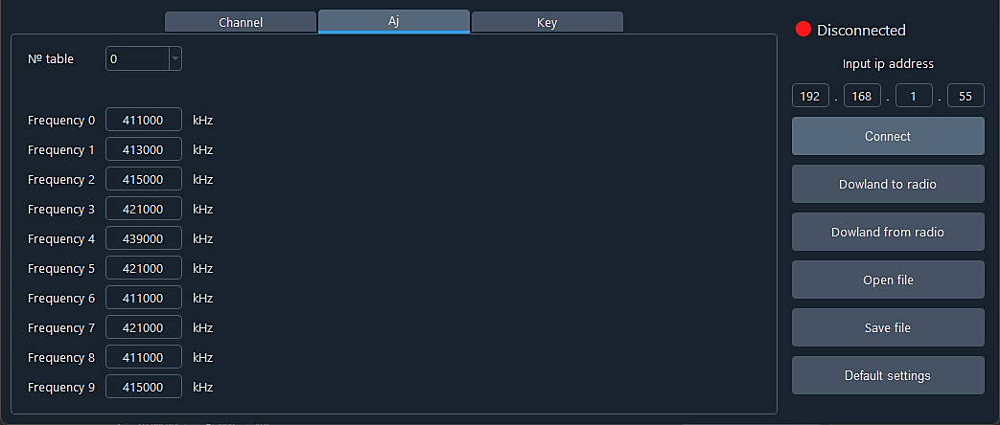 Channel
Aj
Key
Nº table
0
Frequency 0 411000 kHz
Frequency 1 413000 kHz
Frequency 2 415000 kHz
Frequency 3 421000 kHz
Frequency 4 439000 kHz
Frequency 5 421000 kHz
Frequency 6 411000 kHz
Frequency 7 421000 kHz
Frequency 8 411000 kHz
Frequency 9 415000 kHz
Disconnected
Input ip address
192 . 168 . 1 . 55
Connect
Dowland to radio
Dowland from radio
Open file
Save file
Default settings